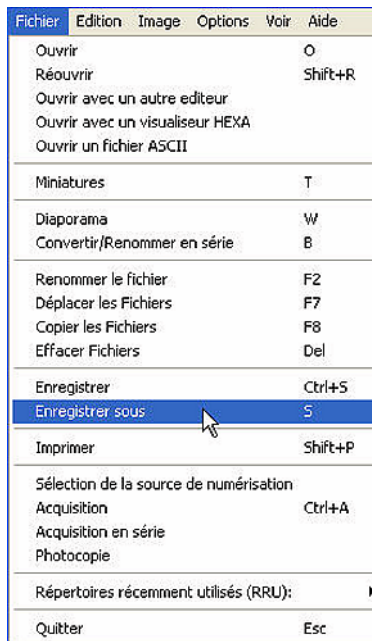 Fichier Edition Image Options Voir Aide
Ouvrir O
Réouvrir Shift+R
Ouvrir avec un autre editeur
Ouvrir avec un visualiseur HEXA
Ouvrir un fichier ASCII
Miniatures T
Diaporama W
Convertir/Renommer en série B
Renommer le fichier F2
Déplacer les Fichiers F7
Copier les Fichiers F8
Effacer Fichiers Del
Enregistrer Ctrl+S
Enregistrer sous S
Imprimer Shift+P
Sélection de la source de numérisation
Acquisition Ctrl+A
Acquisition en série
Photocopie
Répertoires récemment utilisés (RRU):
Quitter Esc